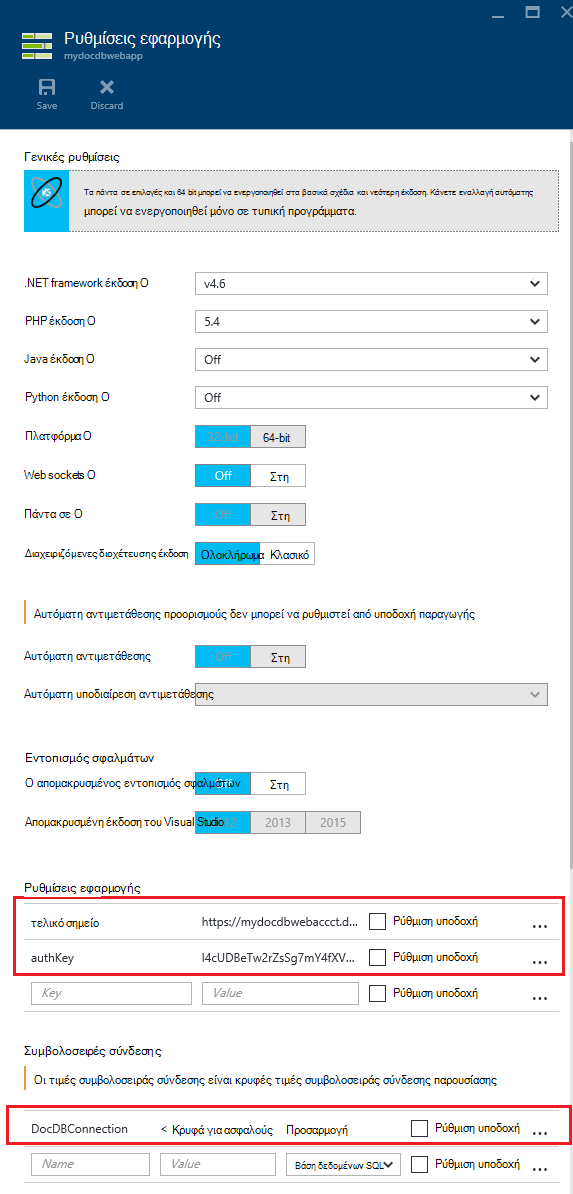 Ρυθμίσεις εφαρμογής
mydocdbwebapp
Save Discard
Γενικές ρυθμίσεις
Τα πάντα σε επιλογές και 64 bit μπορεί να ενεργοποιηθεί στα βασικά σχέδια και νεότερη έκδοση. Κάνετε εναλλαγή αυτόματης
μπορεί να ενεργοποιηθεί μόνο σε τυπική προγράμματα.
.NET framework έκδοση Ο v4.6
PHP έκδοση Ο 5.4
Java έκδοση Ο Off
Python έκδοση Ο Off
Πλατφόρμα Ο 32-bit 64-bit
Web sockets Ο Off Στη
Πάντα σε Ο Off Στη
Διαχειριζόμενες διοχέτευσης έκδοση Ολοκλήρωμα Κλασικό
Αυτόματη αντιμετάθεσης προορισμούς δεν μπορεί να ρυθμιστεί από υποδοχή παραγωγής
Αυτόματη αντιμετάθεσης Off Στη
Αυτόματη υποδιαίρεση αντιμετάθεσης
Εντοπισμός σφαλμάτων
Ο απομακρυσμένος εντοπισμός σφαλμάτων Off Στη
Απομακρυσμένη έκδοση του Visual Studio 2012 2013 2015
Ρυθμίσεις εφαρμογής
τελικό σημείο https://mydocdbwebaccct.d... Ρύθμιση υποδοχή ...
authKey I4cUDBeTw2rZsSg7mY4fXV... Ρύθμιση υποδοχή ...
Key Value Ρύθμιση υποδοχή ...
Συμβολοσειρές σύνδεσης
Οι τιμές συμβολοσειράς σύνδεσης είναι κρυφές τιμές συμβολοσειράς σύνδεσης παρουσίασης
DocDBConnection < Κρυφά για ασφαλούς Προσαρμογή Ρύθμιση υποδοχή ...
Name Value Βάση δεδομένων SQL Ρύθμιση υποδοχή ...